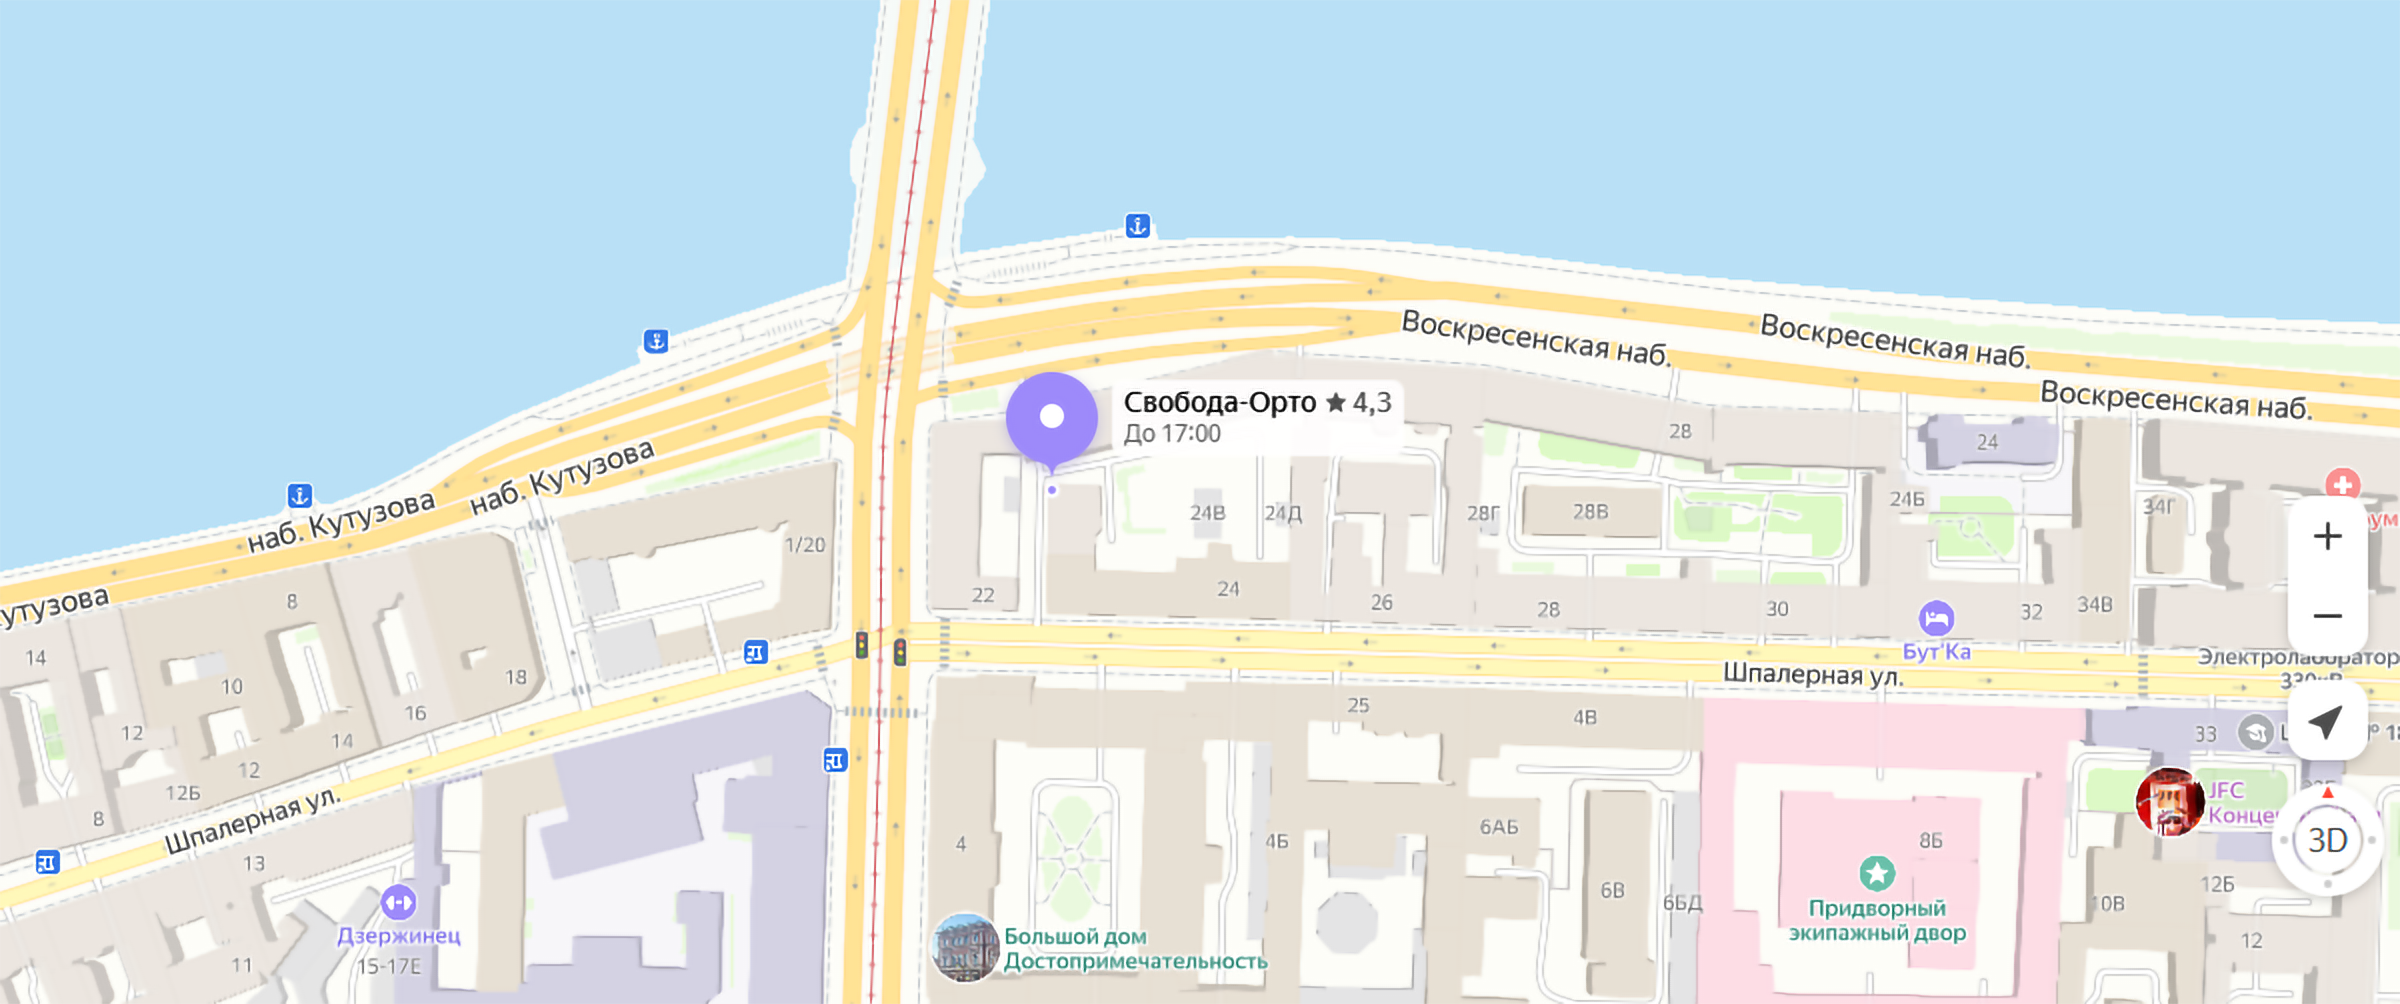 Воскресенская наб.
Воскресенская наб.
Воскресенская наб.
Свобода-Орто ★ 4,3
До 17:00
наб. Кутузова
наб. Кутузова
28
24
24Б
24В
24Д
28Г
28В
34Г
1/20
22
24
26
28
30
32
34В
Бут'Ка
8
14
10
18
16
12
14
12
12Б
8
Шпалерная ул.
Шпалерная ул.
25
4В
33
13
4
4Б
6АБ
8Б
6В
6БД
10В
12Б
12
11
JFC
3D
Придворный
экипажный двор
Большой дом
Достопримечательность
Дзержинец
15-17Е